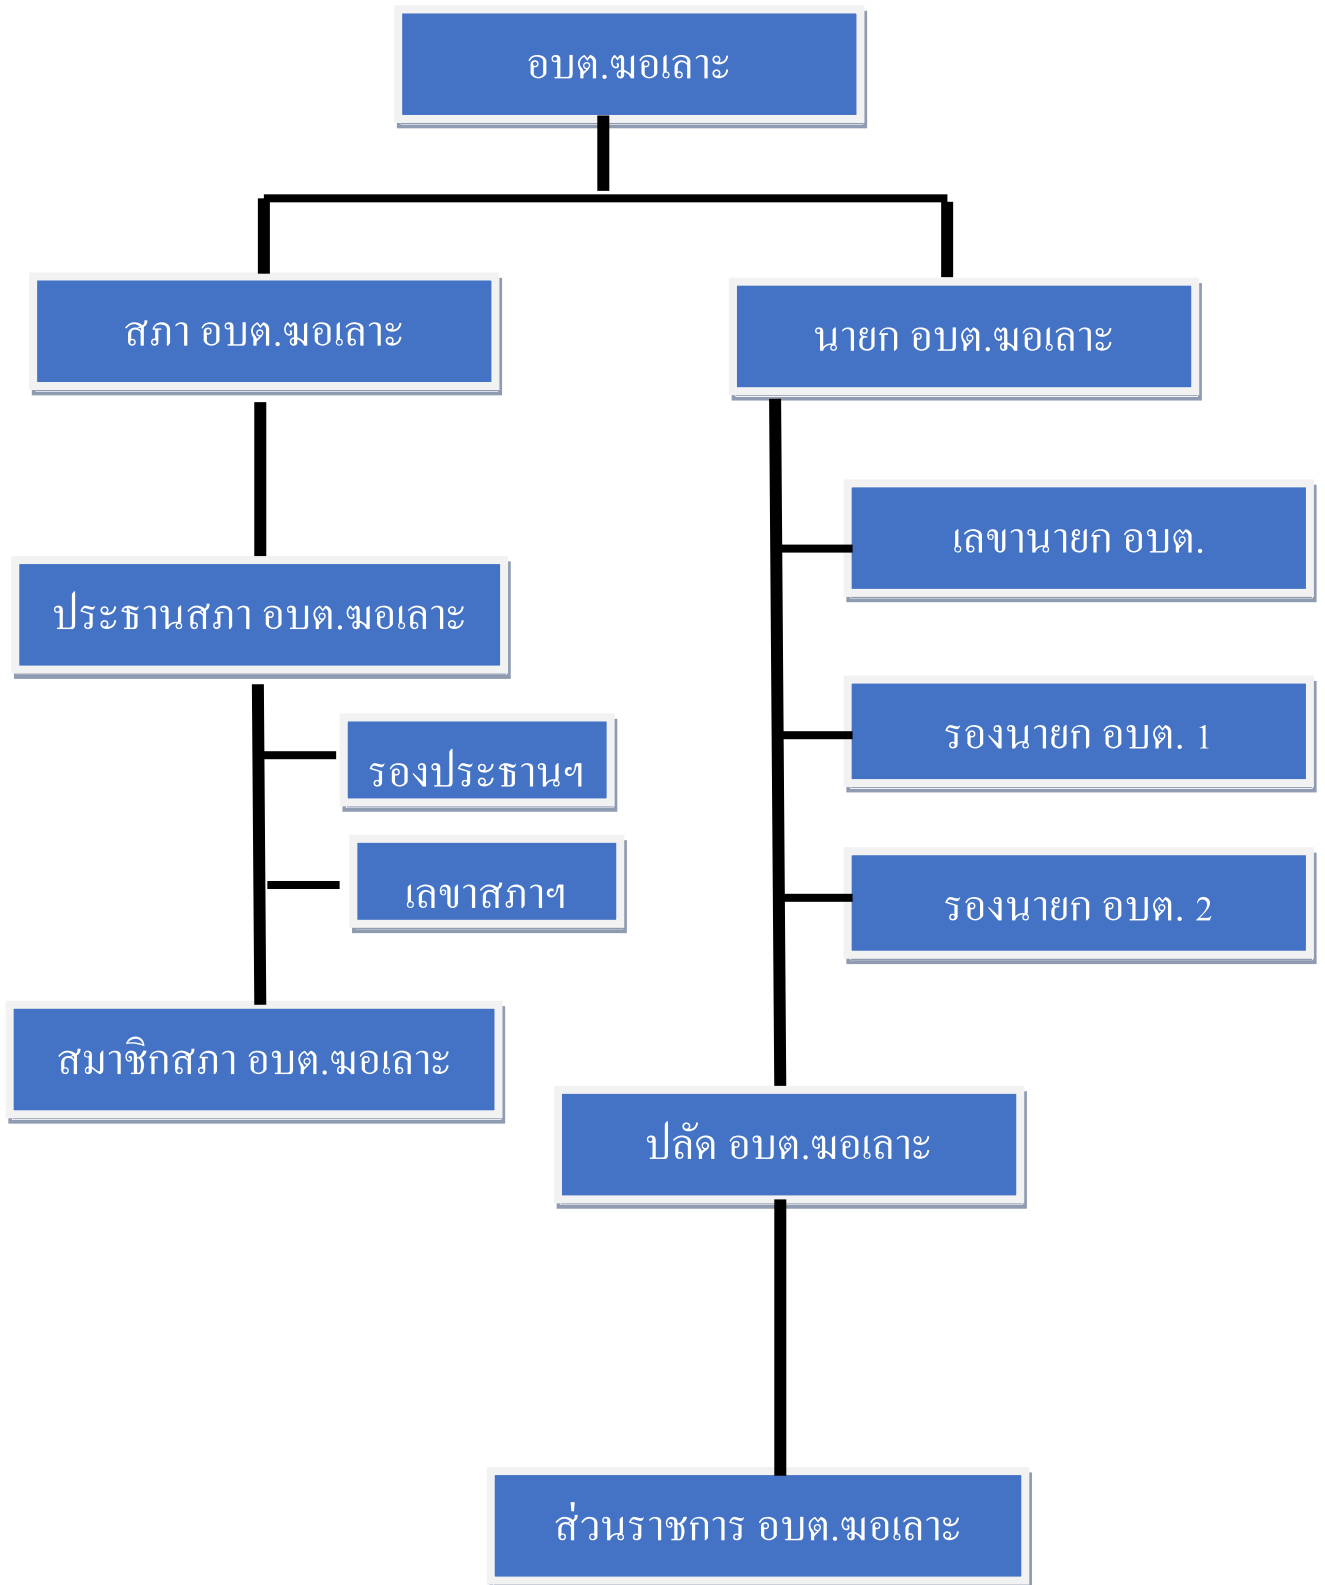 อบต.ฆอเลาะ
สภา อบต.ฆอเลาะ
นายก อบต.ฆอเลาะ
เลขานายก อบต.
ประธานสภา อบต.ฆอเลาะ
รองนายก อบต. 1
รองประธานฯ
เลขาสภาฯ
รองนายก อบต. 2
สมาชิกสภา อบต.ฆอเลาะ
ปลัด อบต.ฆอเลาะ
ส่วนราชการ อบต.ฆอเลาะ